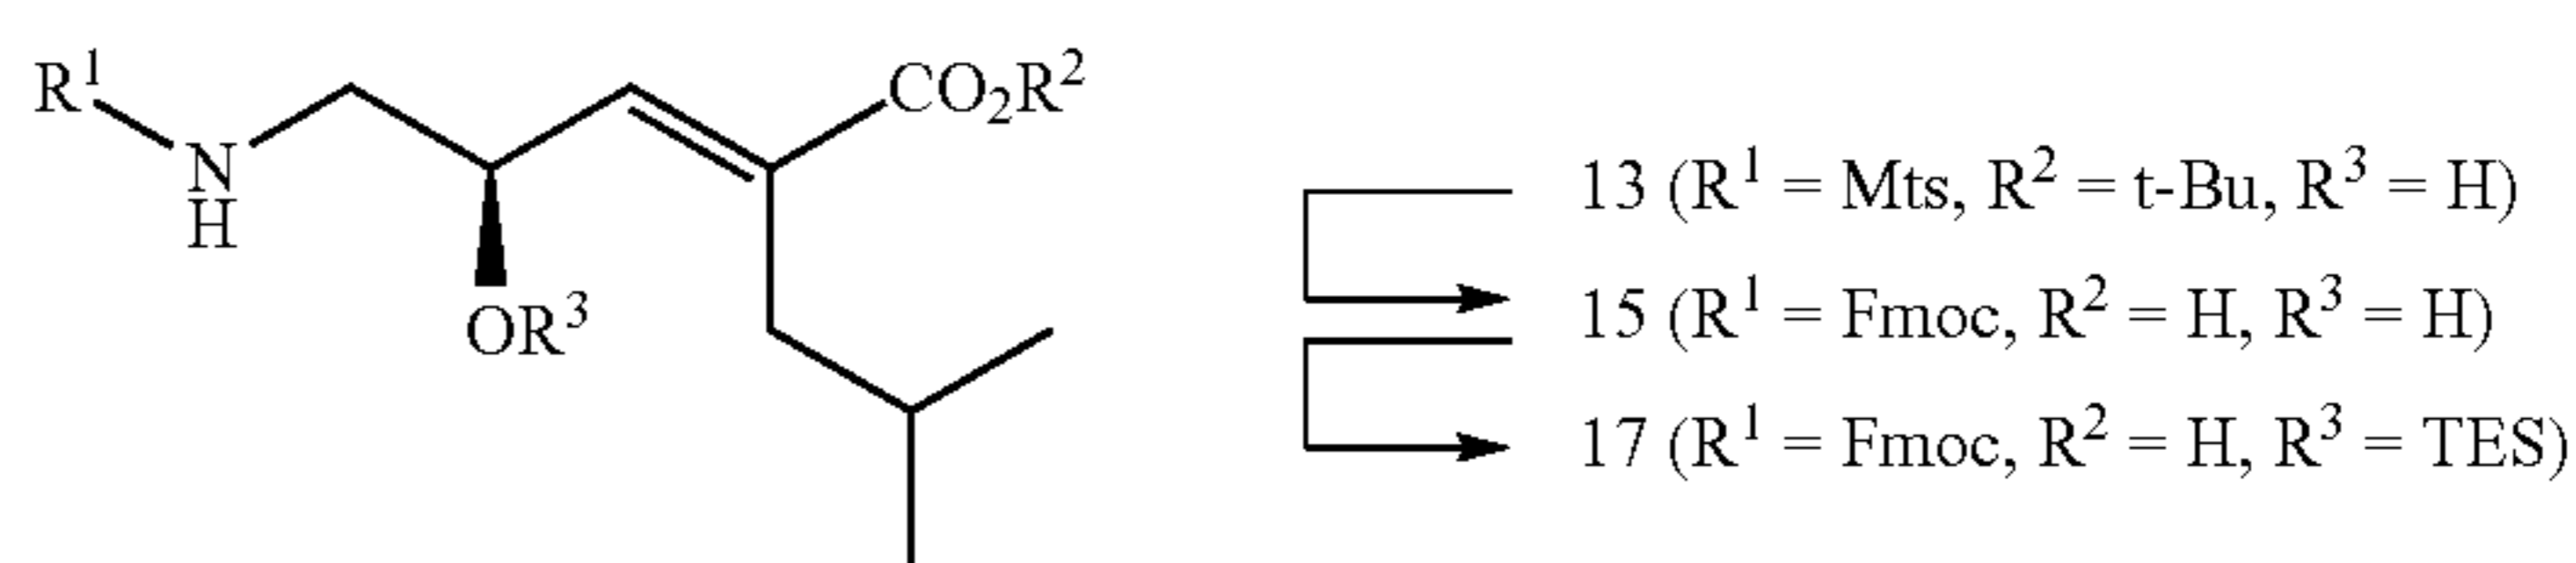 R¹
N
H
OR³
CO₂R²
13 (R¹ = Mts, R² = t-Bu, R³ = H)
15 (R¹ = Fmoc, R² = H, R³ = H)
17 (R¹ = Fmoc, R² = H, R³ = TES)